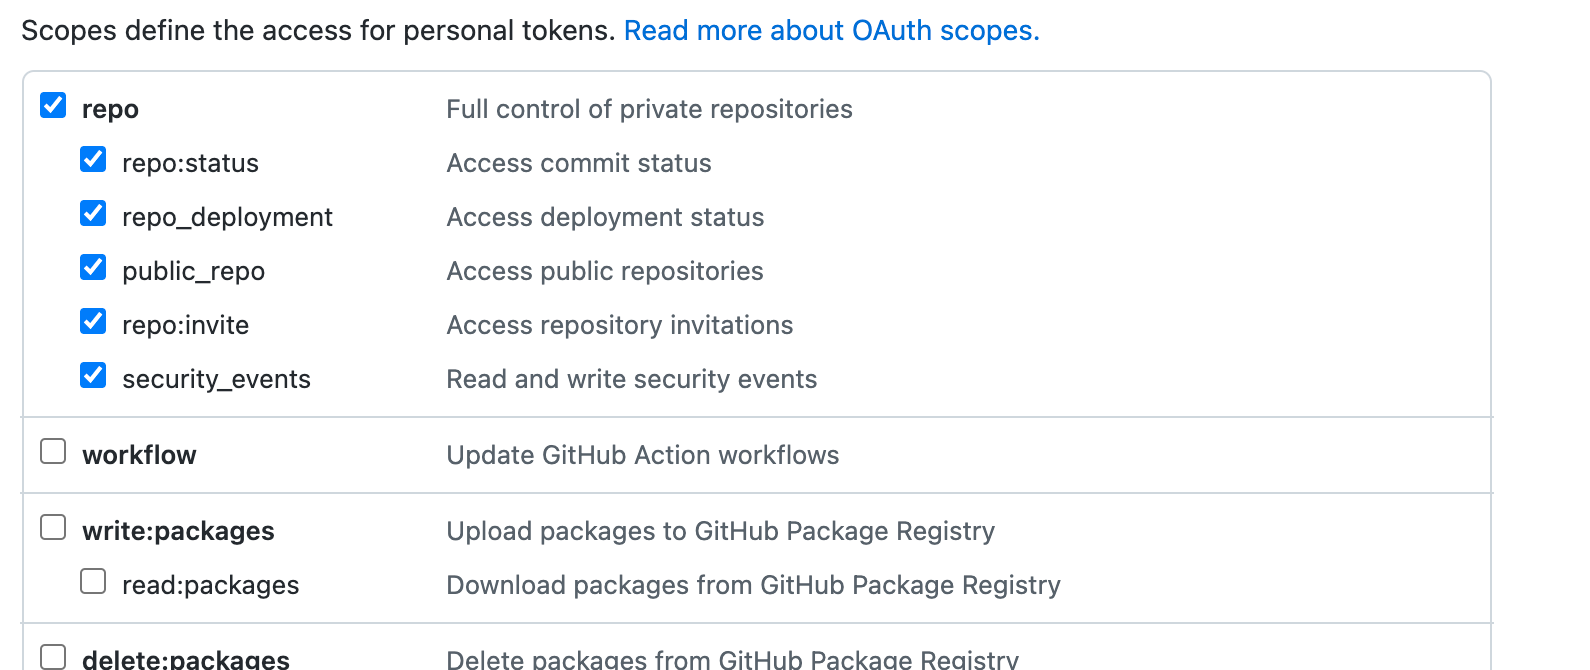 Scopes define the access for personal tokens. Read more about OAuth scopes.
repo Full control of private repositories
repo:status Access commit status
repo_deployment Access deployment status
public_repo Access public repositories
repo:invite Access repository invitations
security_events Read and write security events
workflow Update GitHub Action workflows
write:packages Upload packages to GitHub Package Registry
read:packages Download packages from GitHub Package Registry
delete:packages Delete packages from GitHub Package Registry